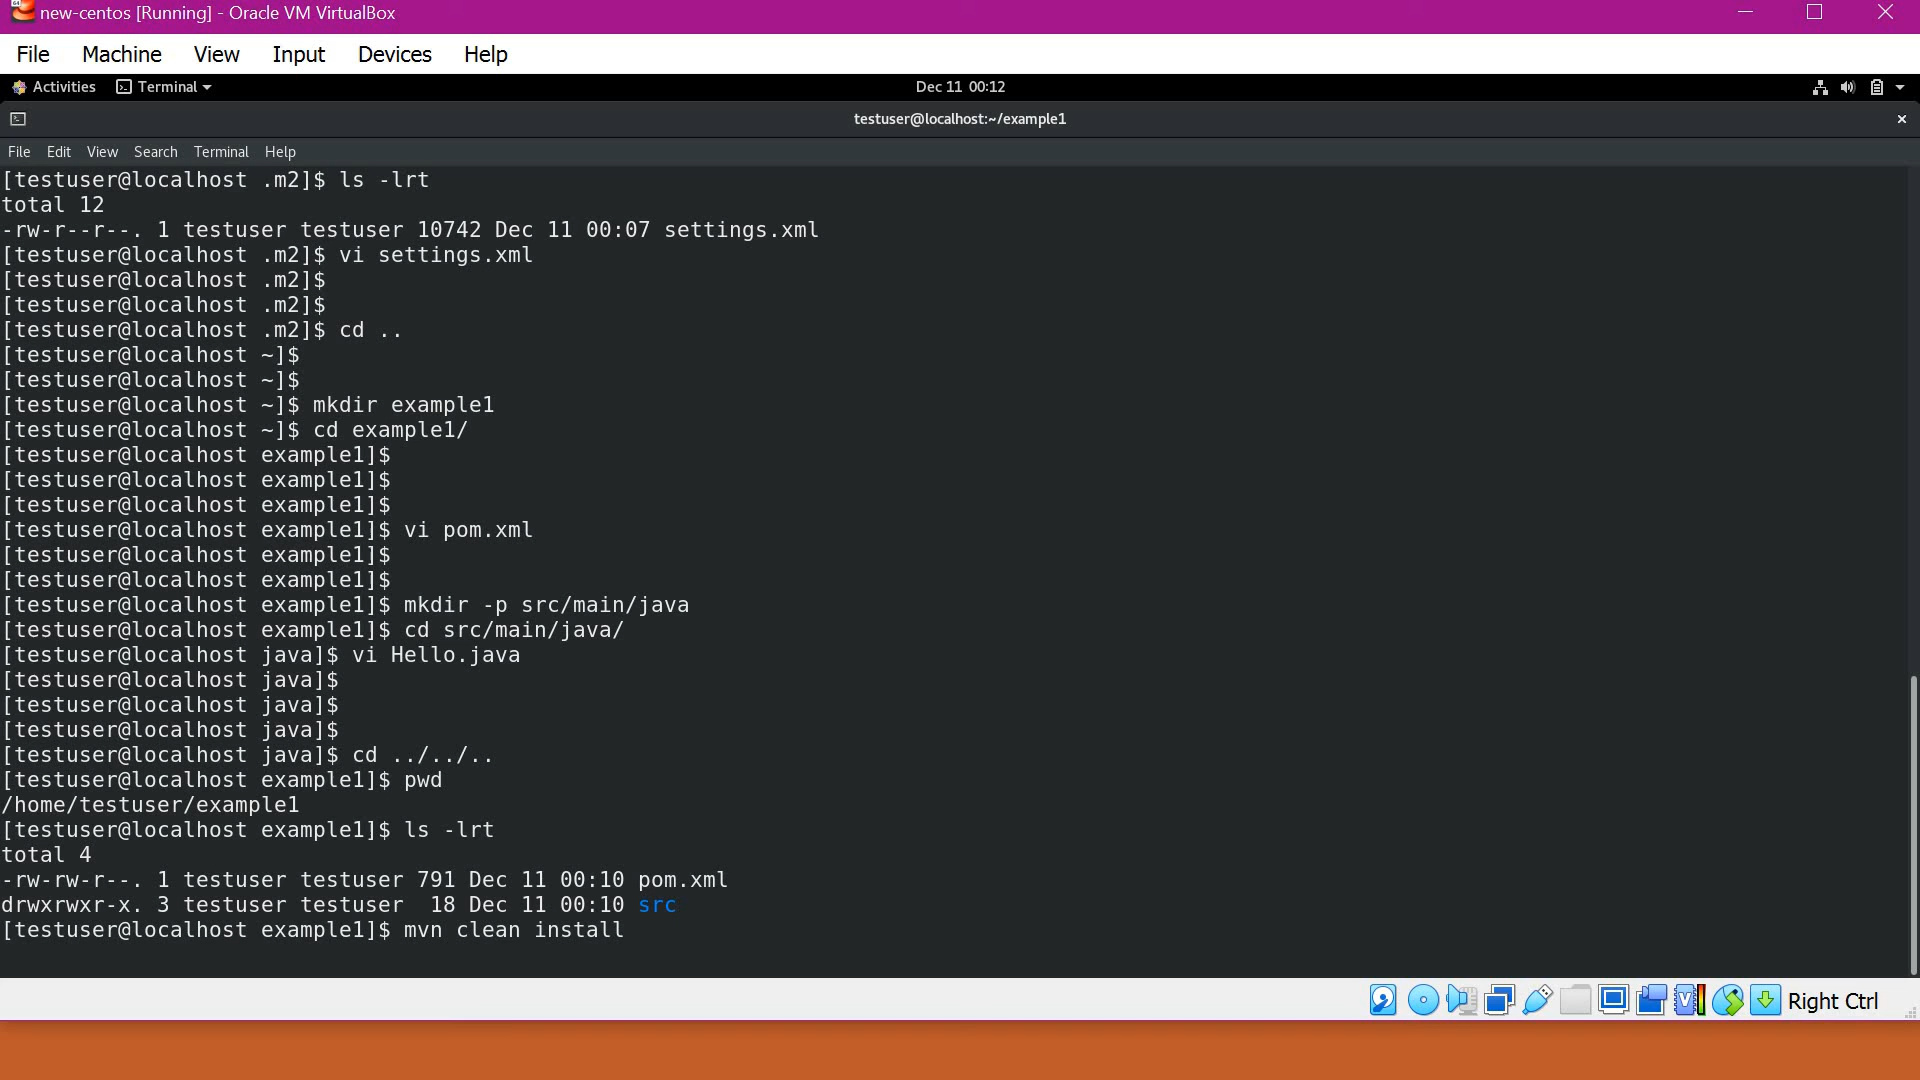 new-centos [Running] - Oracle VM VirtualBox
File Machine View Input Devices Help
Activities Terminal Dec 11 00:12
testuser@localhost:~/example1
File Edit View Search Terminal Help
[testuser@localhost .m2]$ ls -lrt
total 12
-rw-r--r--. 1 testuser testuser 10742 Dec 11 00:07 settings.xml
[testuser@localhost .m2]$ vi settings.xml
[testuser@localhost .m2]$
[testuser@localhost .m2]$
[testuser@localhost .m2]$ cd ..
[testuser@localhost ~]$
[testuser@localhost ~]$
[testuser@localhost ~]$ mkdir example1
[testuser@localhost ~]$ cd example1/
[testuser@localhost example1]$
[testuser@localhost example1]$
[testuser@localhost example1]$
[testuser@localhost example1]$ vi pom.xml
[testuser@localhost example1]$
[testuser@localhost example1]$
[testuser@localhost example1]$ mkdir -p src/main/java
[testuser@localhost example1]$ cd src/main/java/
[testuser@localhost java]$ vi Hello.java
[testuser@localhost java]$
[testuser@localhost java]$
[testuser@localhost java]$
[testuser@localhost java]$ cd ../../..
[testuser@localhost example1]$ pwd
/home/testuser/example1
[testuser@localhost example1]$ ls -lrt
total 4
-rw-rw-r--. 1 testuser testuser 791 Dec 11 00:10 pom.xml
drwxrwxr-x. 3 testuser testuser  18 Dec 11 00:10 src
[testuser@localhost example1]$ mvn clean install
Right Ctrl